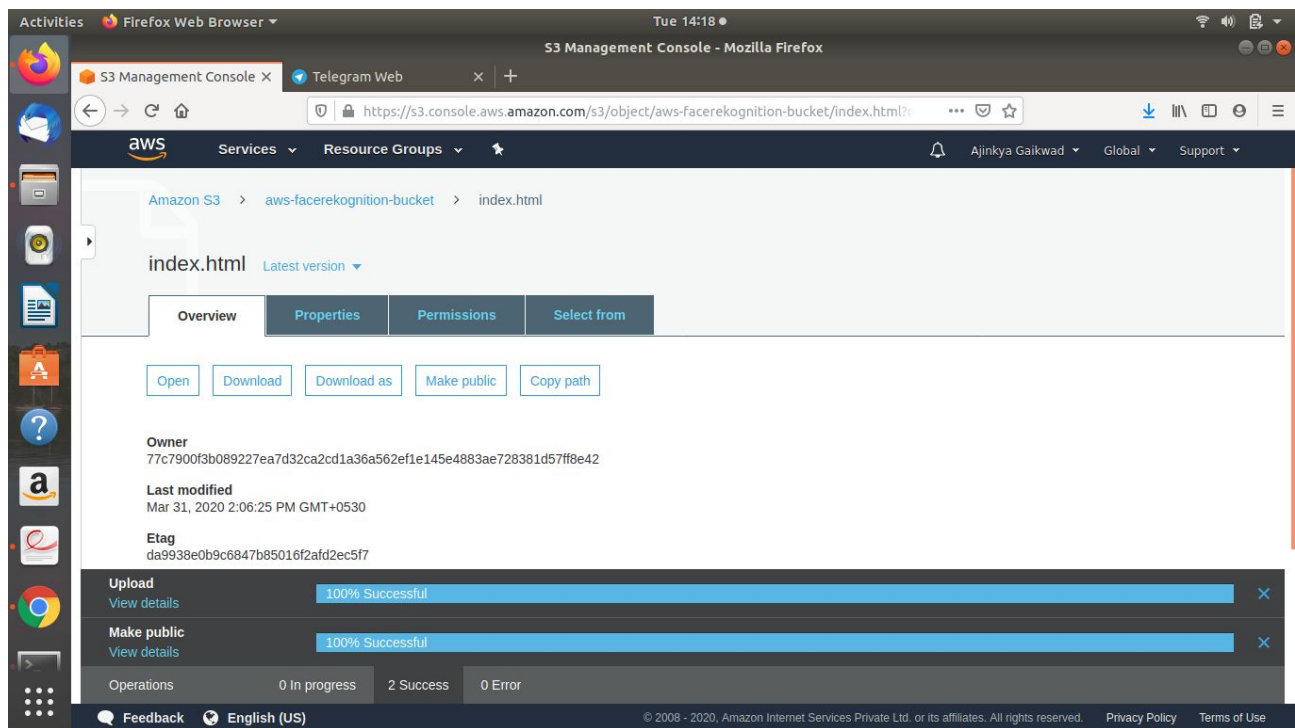 Activities Firefox Web Browser Tue 14:18
S3 Management Console - Mozilla Firefox
S3 Management Console Telegram Web
https://s3.console.aws.amazon.com/s3/object/aws-facerekognition-bucket/index.html?
aws Services Resource Groups Ajinkya Gaikwad Global Support
Amazon S3 > aws-facerekognition-bucket > index.html
index.html Latest version
Overview Properties Permissions Select from
Open Download Download as Make public Copy path
Owner
77c7900f3b089227ea7d32ca2cd1a36a562ef1e145e4883ae728381d57ff8e42
Last modified
Mar 31, 2020 2:06:25 PM GMT+0530
Etag
da9938e0b9c6847b85016f2afd2ec5f7
Upload
View details 100% Successful
Make public
View details 100% Successful
Operations 0 In progress 2 Success 0 Error
Feedback English (US) © 2008 - 2020, Amazon Internet Services Private Ltd. or its affiliates. All rights reserved. Privacy Policy Terms of Use